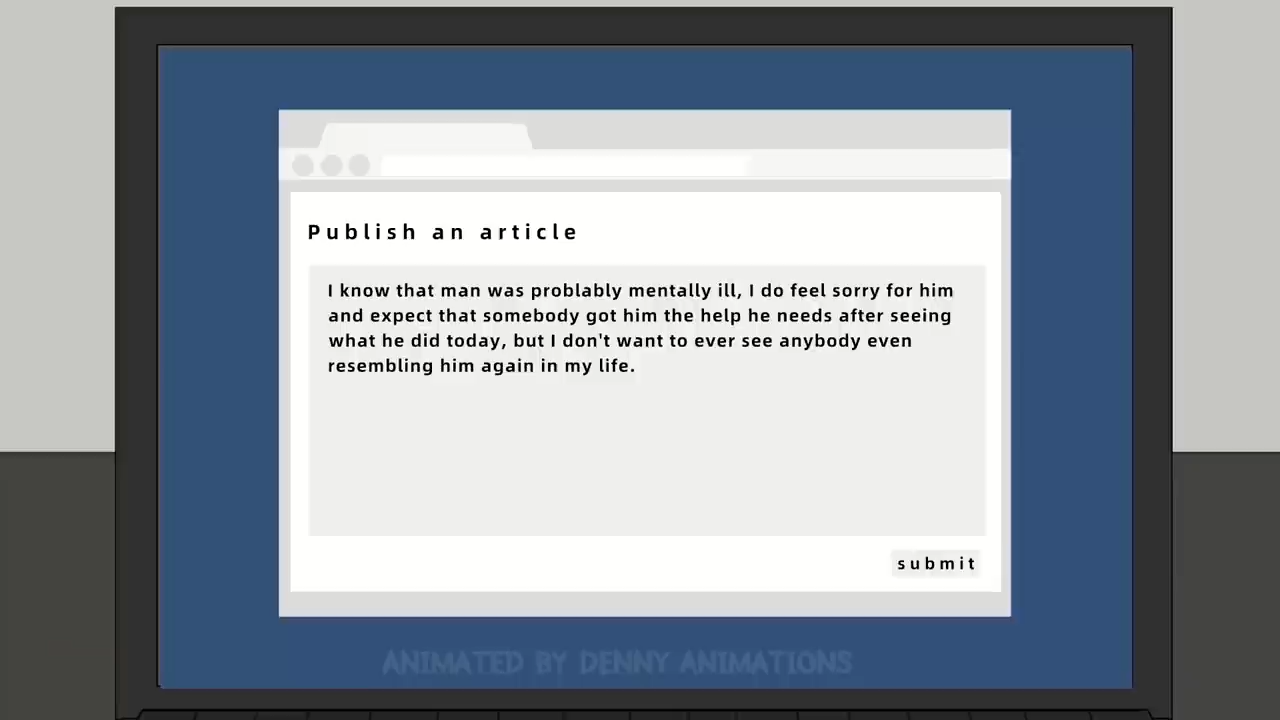 Publish an article
I know that man was problably mentally ill, I do feel sorry for him
and expect that somebody got him the help he needs after seeing
what he did today, but I don't want to ever see anybody even
resembling him again in my life.
submit
ANIMATED BY DENNY ANIMATIONS